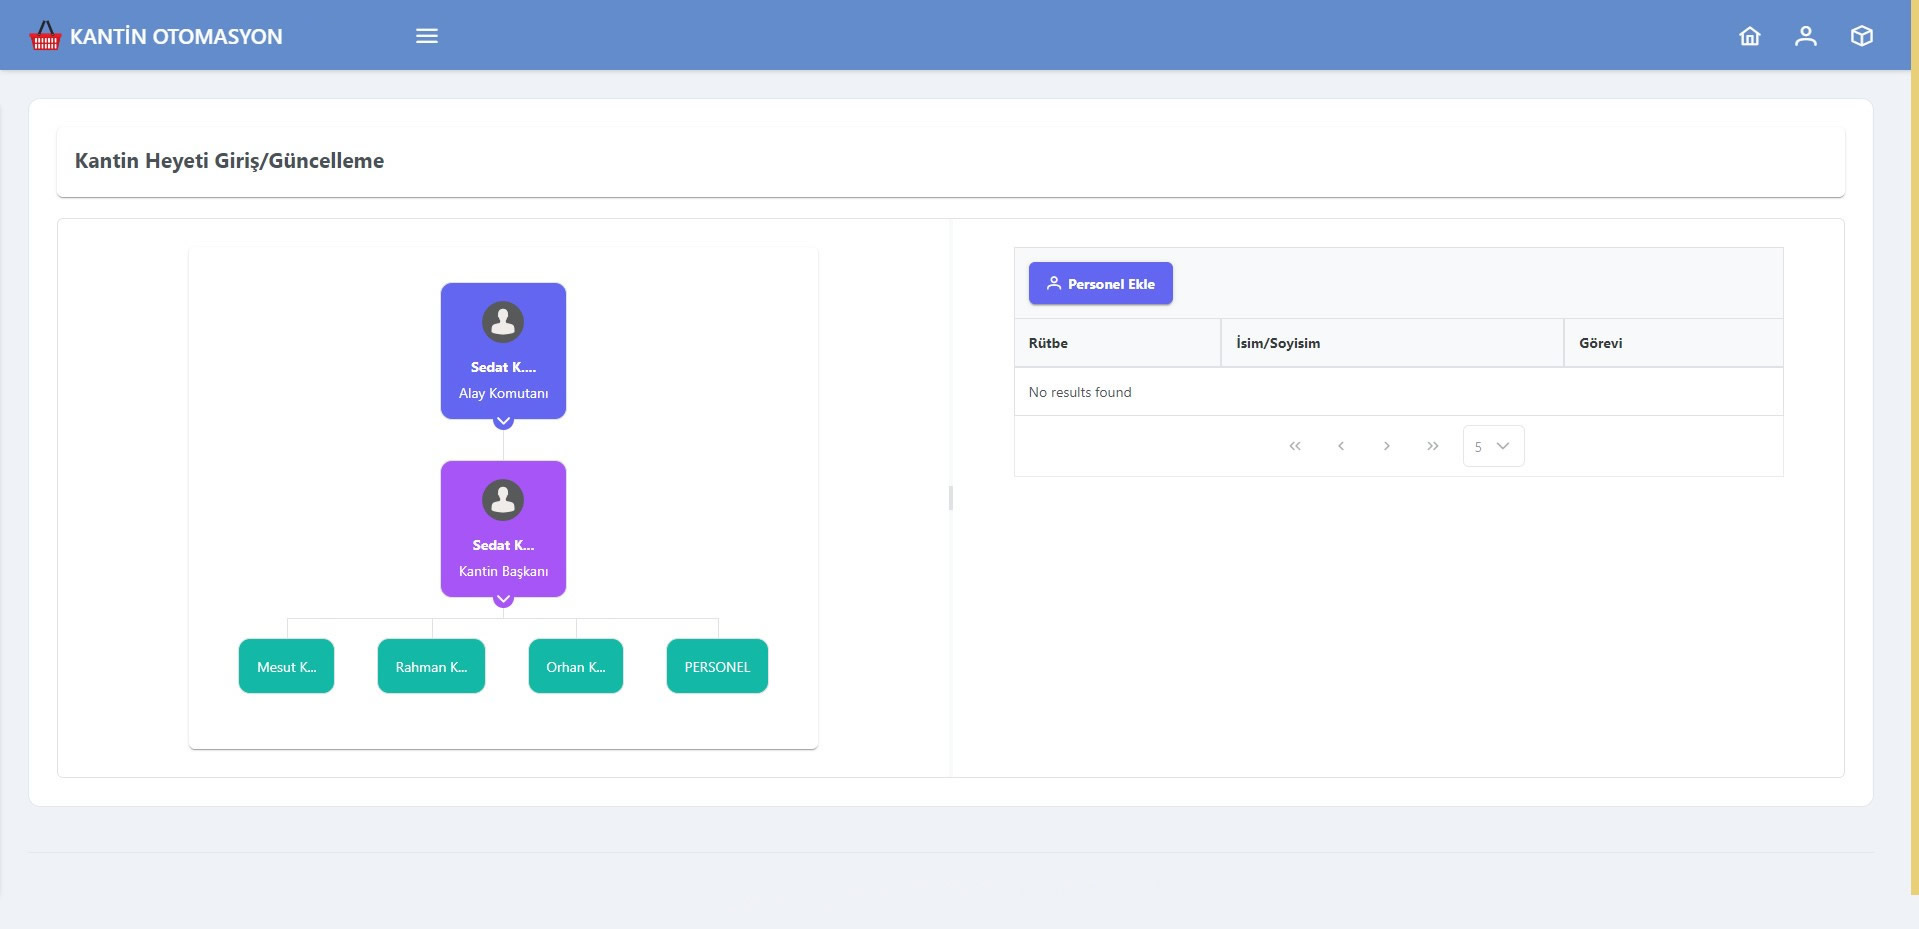 KANTİN OTOMASYON
Kantin Heyeti Giriş/Güncelleme
Sedat K....
Alay Komutanı
Sedat K...
Kantin Başkanı
Mesut K...
Rahman K...
Orhan K...
PERSONEL
Personel Ekle
Rütbe
İsim/Soyisim
Görevi
No results found
5